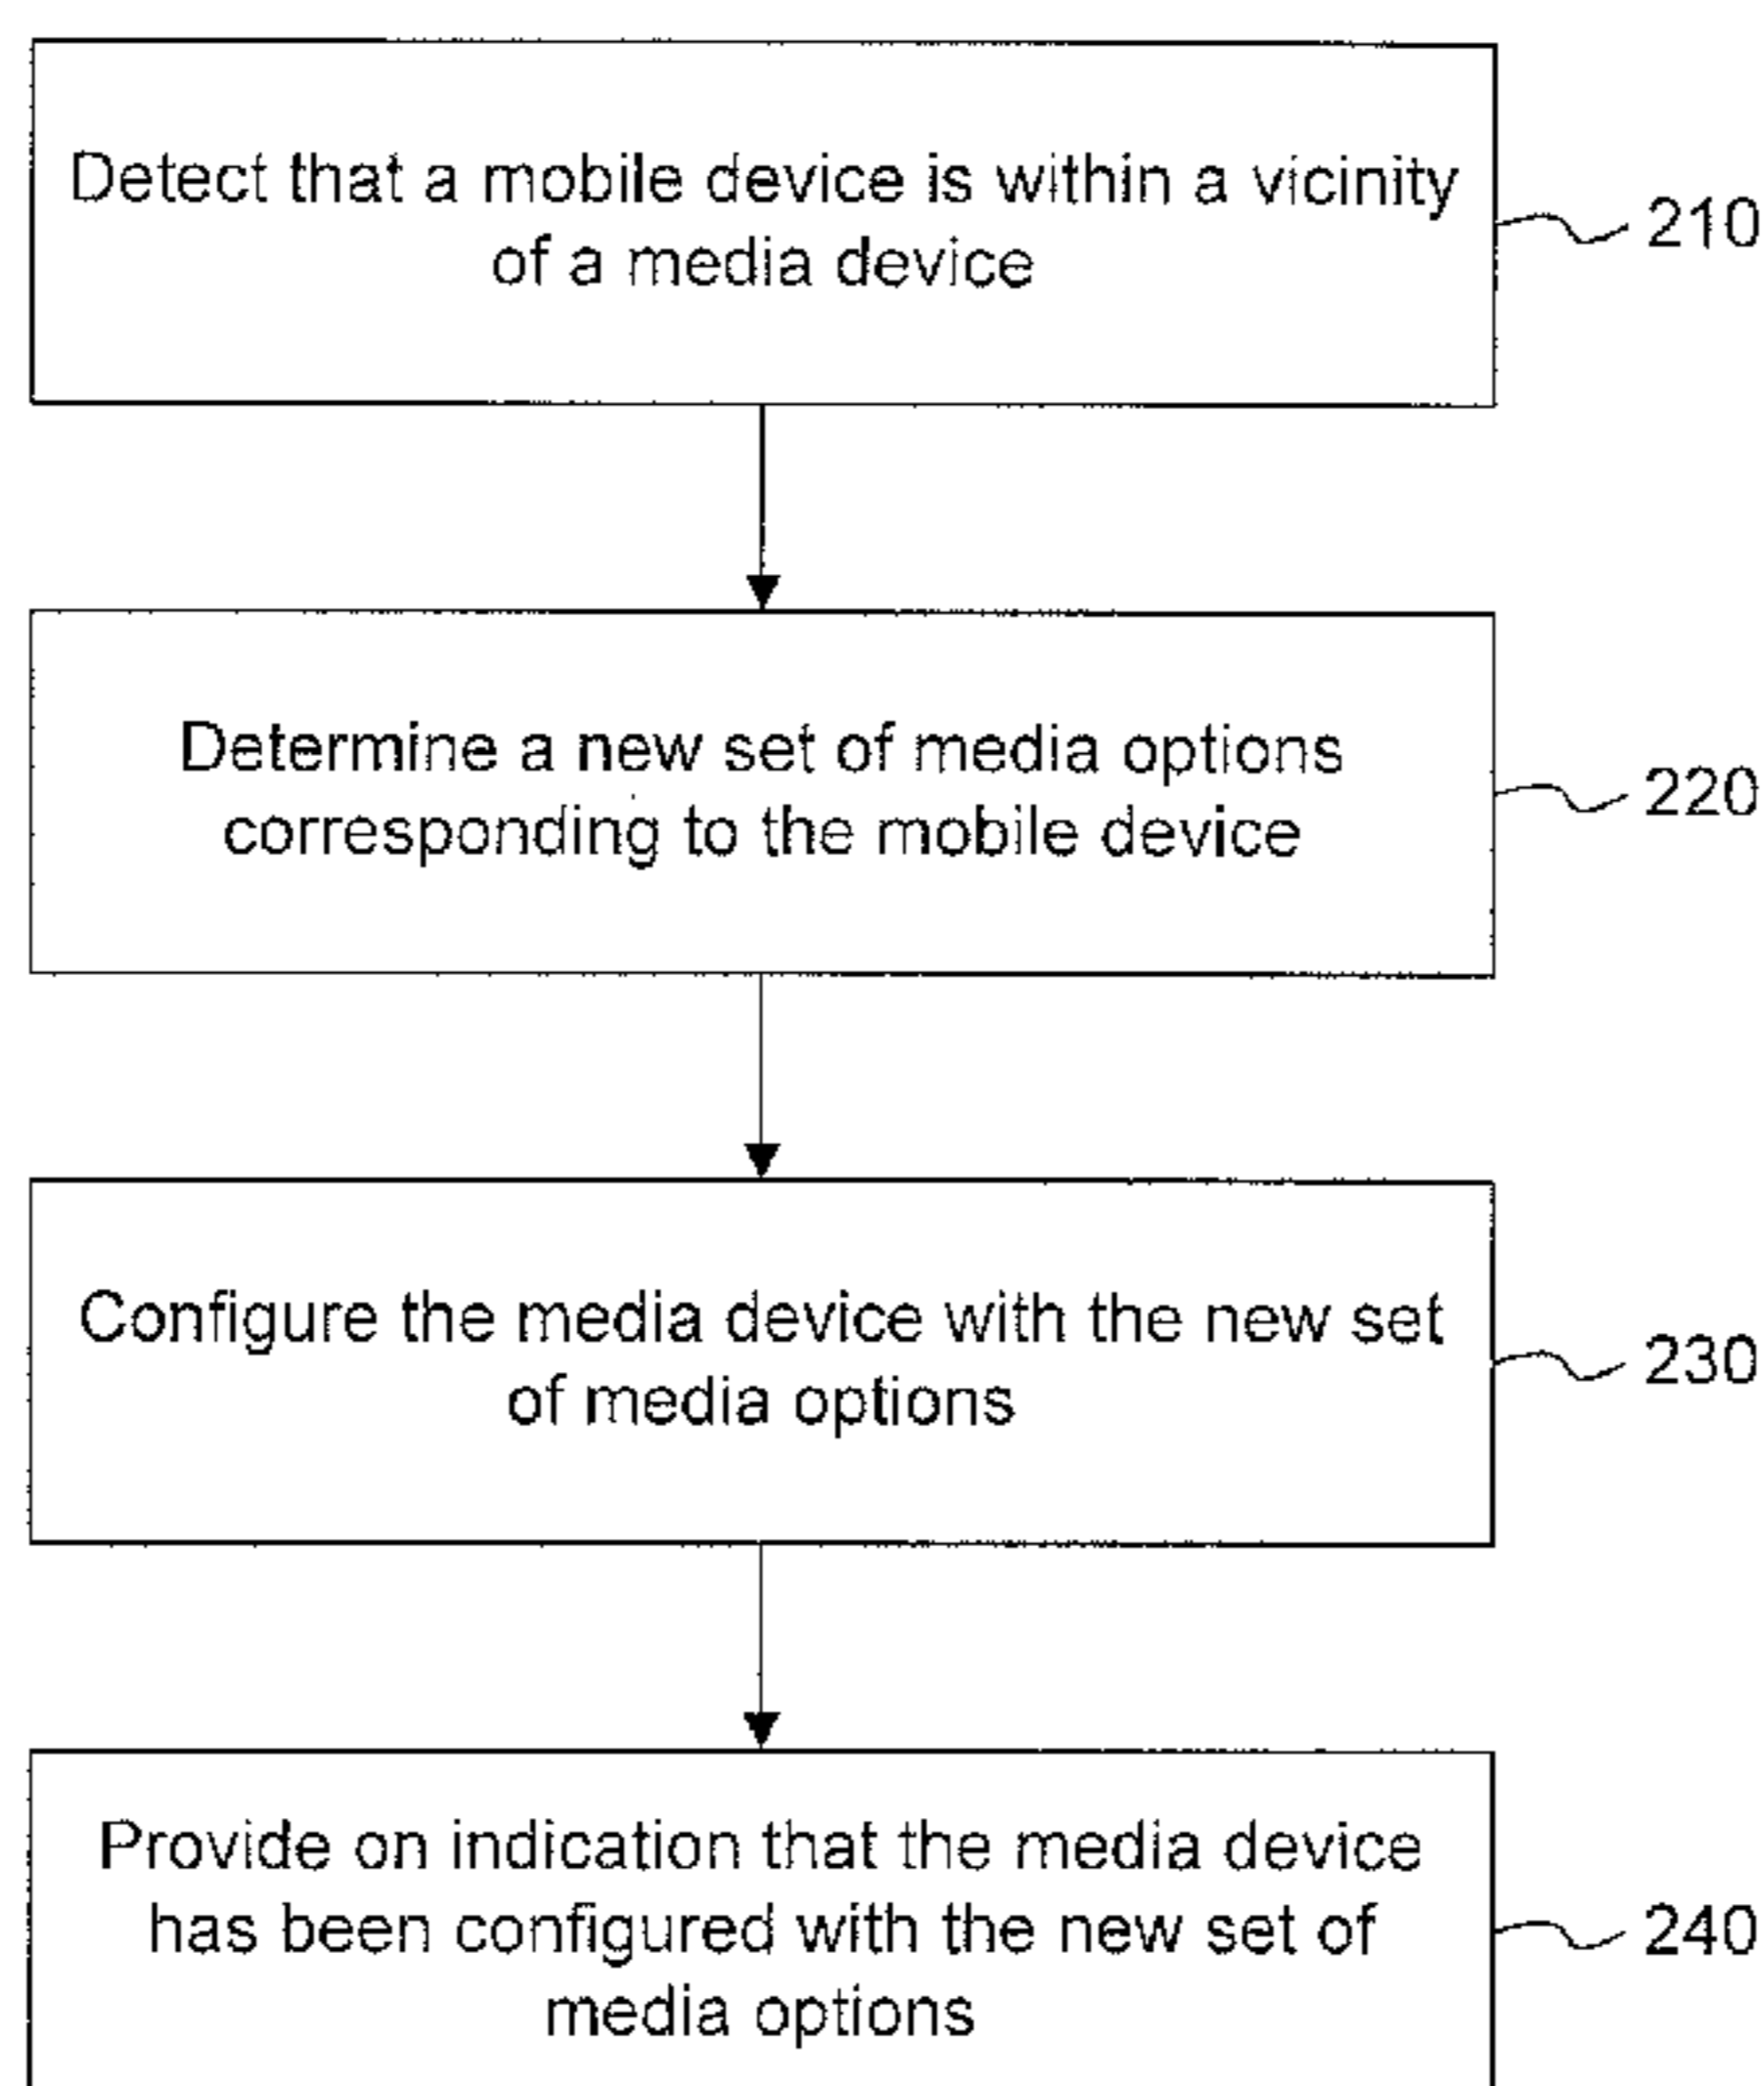 Detect that a mobile device is within a vicinity
of a media device
210
Determine a new set of media options
corresponding to the mobile device
220
Configure the media device with the new set
of media options
230
Provide on indication that the media device
has been configured with the new set of
media options
240